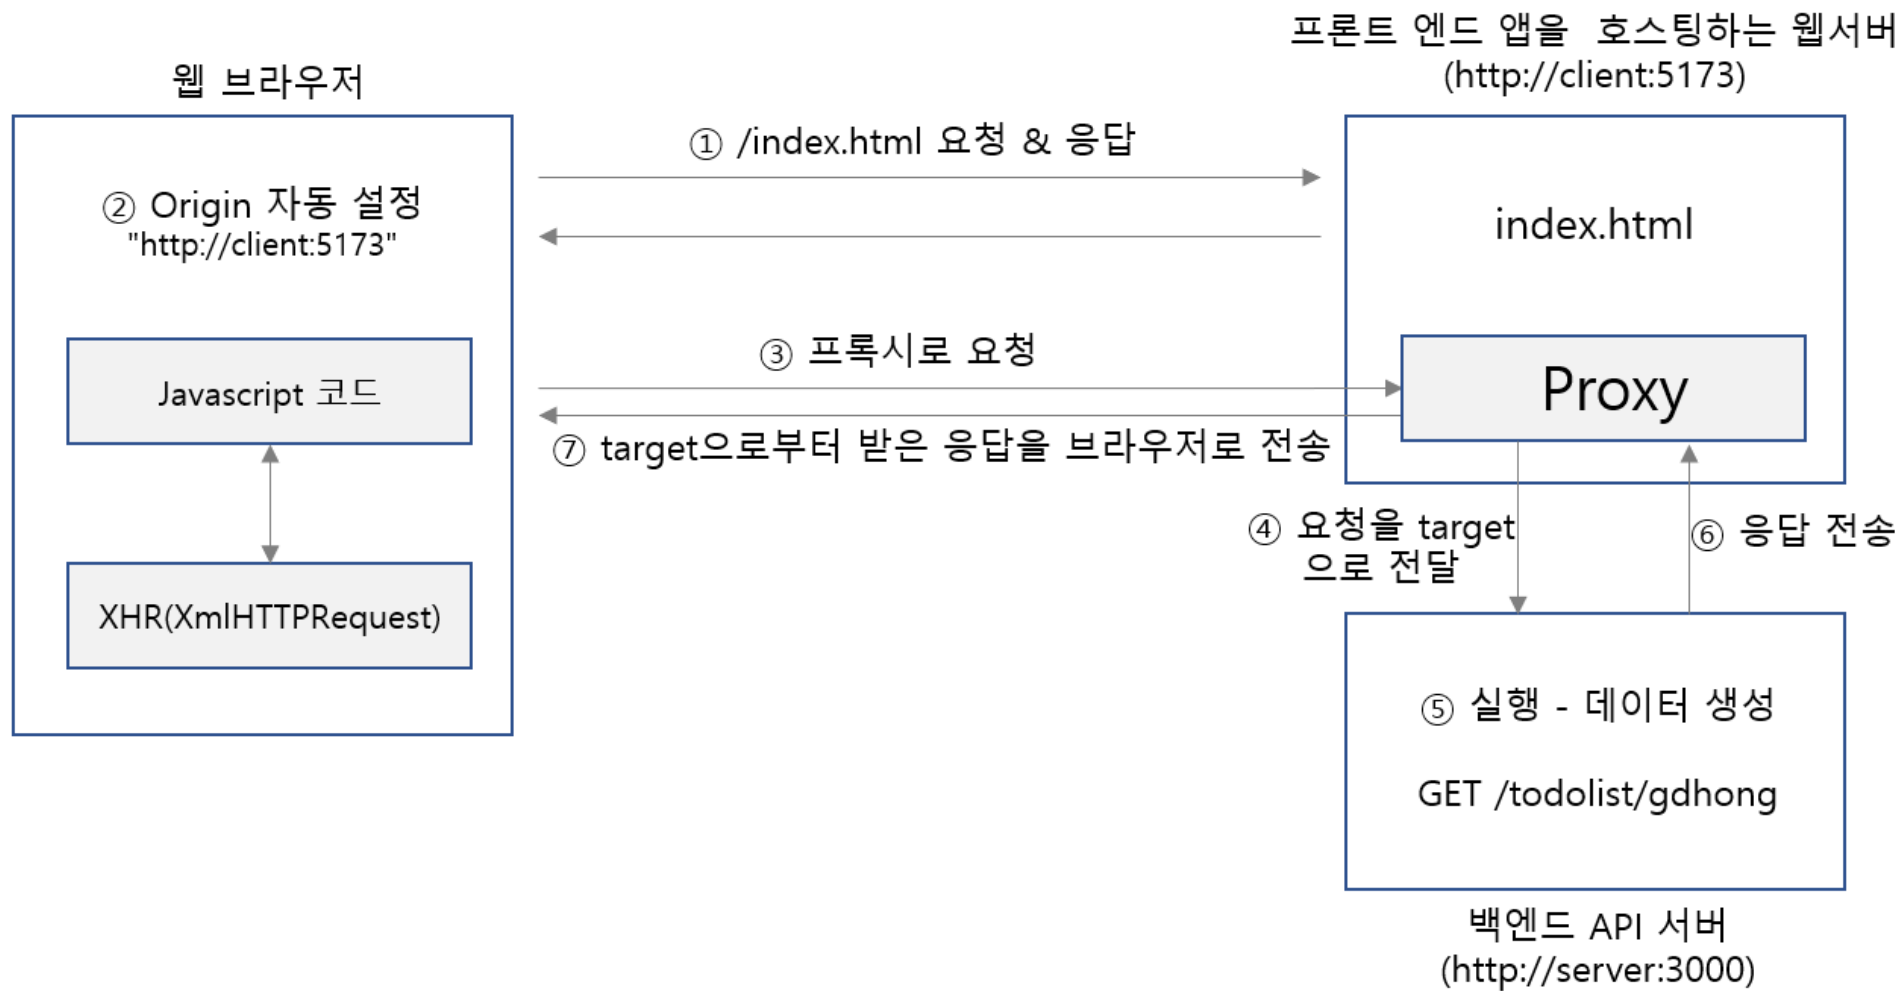 프론트 엔드 앱을 호스팅하는 웹서버
(http://client:5173)
웹 브라우저
① /index.html 요청 & 응답
② Origin 자동 설정
"http://client:5173"
index.html
③ 프록시로 요청
Javascript 코드
Proxy
⑦ target으로부터 받은 응답을 브라우저로 전송
④ 요청을 target
으로 전달
⑥ 응답 전송
XHR(XmlHTTPRequest)
⑤ 실행 - 데이터 생성
GET /todolist/gdhong
백엔드 API 서버
(http://server:3000)